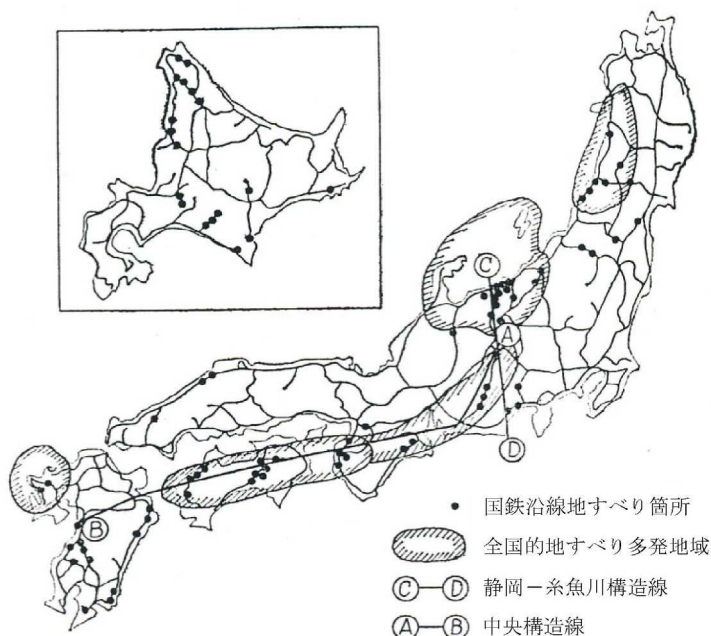 Ⓒ
Ⓐ
Ⓓ
Ⓑ
国鉄沿線地すべり箇所
全国的地すべり多発地域
Ⓒ—Ⓓ 静岡－糸魚川構造線
Ⓐ—Ⓑ 中央構造線